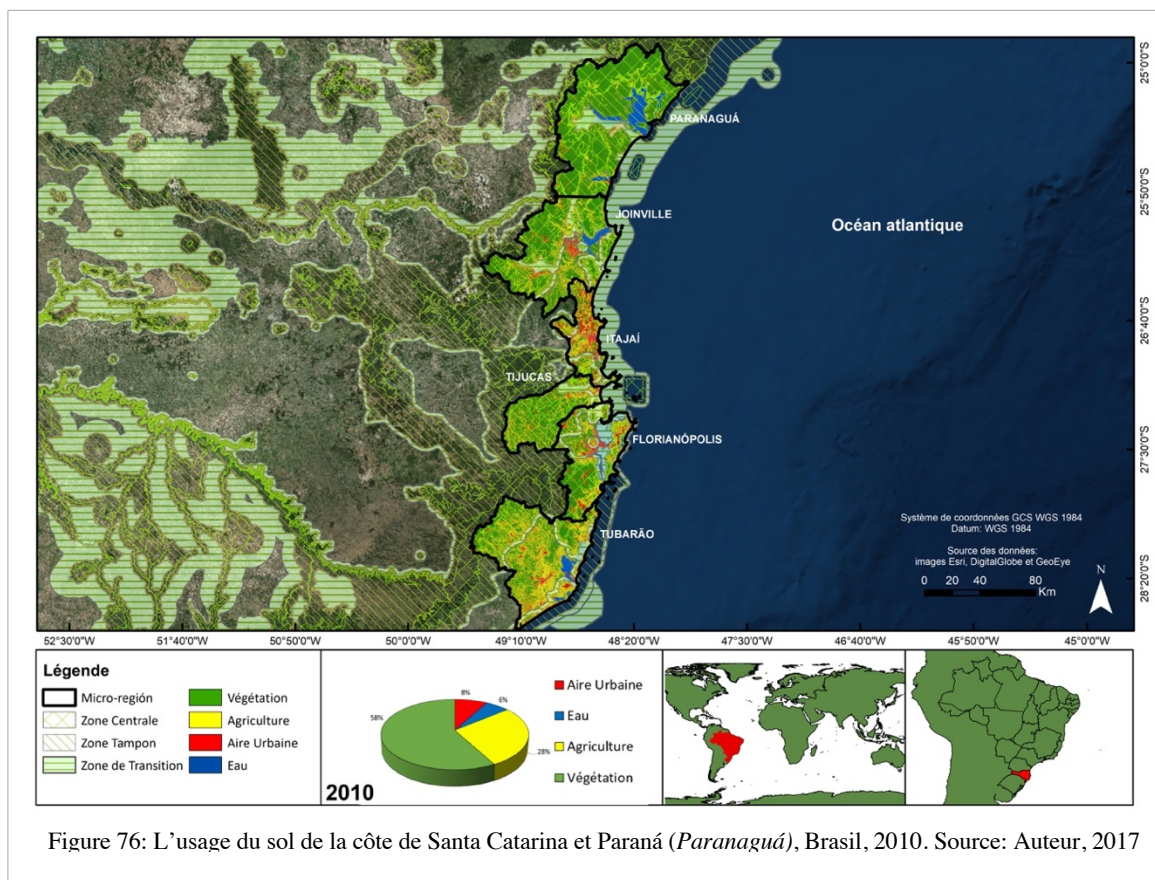 PARANAGUÁ
JOINVILLE
Océan atlantique
ITAJAÍ
TIJUCAS
FLORIANÓPOLIS
TUBARÃO
25°0'0"S
25°50'0"S
26°40'0"S
27°30'0"S
28°20'0"S
Système de coordonnées GCS WGS 1984
Datum: WGS 1984
Source des données:
images Esri, DigitalGlobe et GeoEye
0 20 40 80
Km
N
52°30'0"W 51°40'0"W 50°50'0"W 50°0'0"W 49°10'0"W 48°20'0"W 47°30'0"W 46°40'0"W 45°50'0"W 45°0'0"W
Légende
Micro-región
Zone Centrale
Zone Tampon
Zone de Transition
Végétation
Agriculture
Aire Urbaine
Eau
8%
6%
58%
28%
2010
Aire Urbaine
Eau
Agriculture
Végétation
Figure 76: L'usage du sol de la côte de Santa Catarina et Paraná (Paranaguá), Brasil, 2010. Source: Auteur, 2017